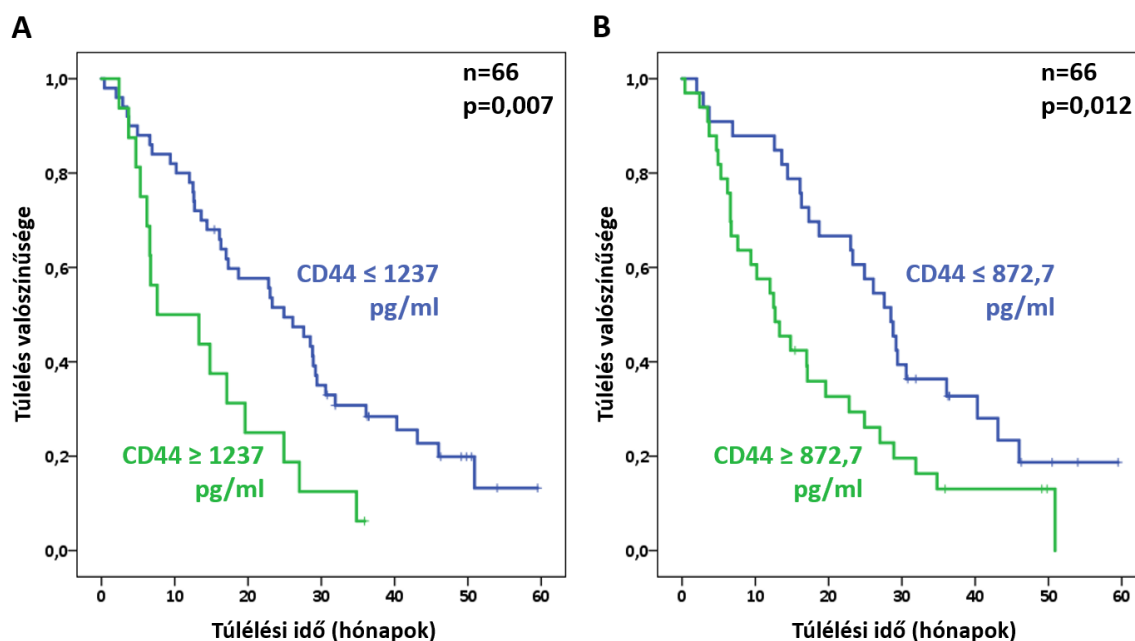 A
n=66
p=0,007
1,0
0,8
0,6
0,4
0,2
0,0
Túlélés valószínűsége
CD44 ≤ 1237
pg/ml
CD44 ≥ 1237
pg/ml
0 10 20 30 40 50 60
Túlélési idő (hónapok)
B
n=66
p=0,012
1,0
0,8
0,6
0,4
0,2
0,0
Túlélés valószínűsége
CD44 ≤ 872,7
pg/ml
CD44 ≥ 872,7
pg/ml
0 10 20 30 40 50 60
Túlélési idő (hónapok)